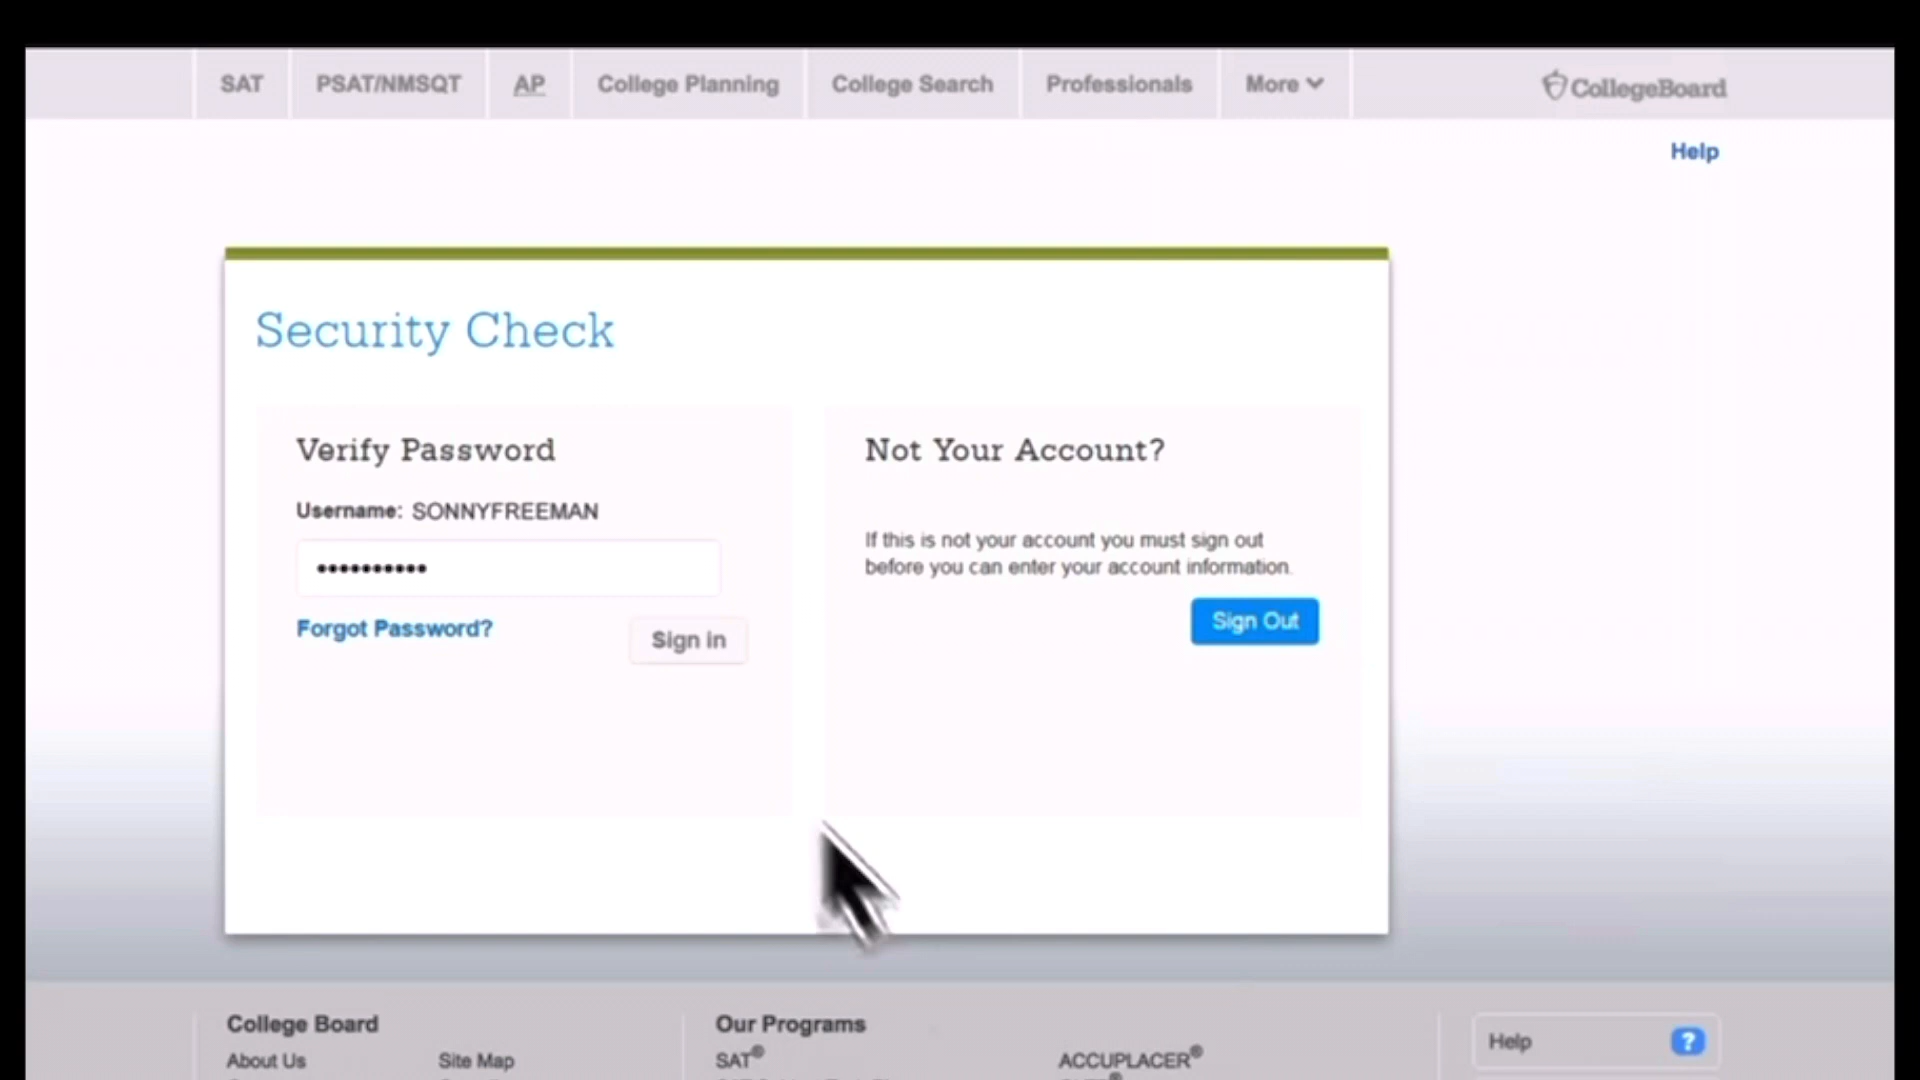 SAT PSAT/NMSQT AP College Planning College Search Professionals More CollegeBoard
Help
Security Check
Verify Password
Username: SONNYFREEMAN
••••••••••
Forgot Password?
Sign in
Not Your Account?
If this is not your account you must sign out
before you can enter your account information.
Sign Out
College Board
About Us
Site Map
Our Programs
SAT®
ACCUPLACER®
Help ?